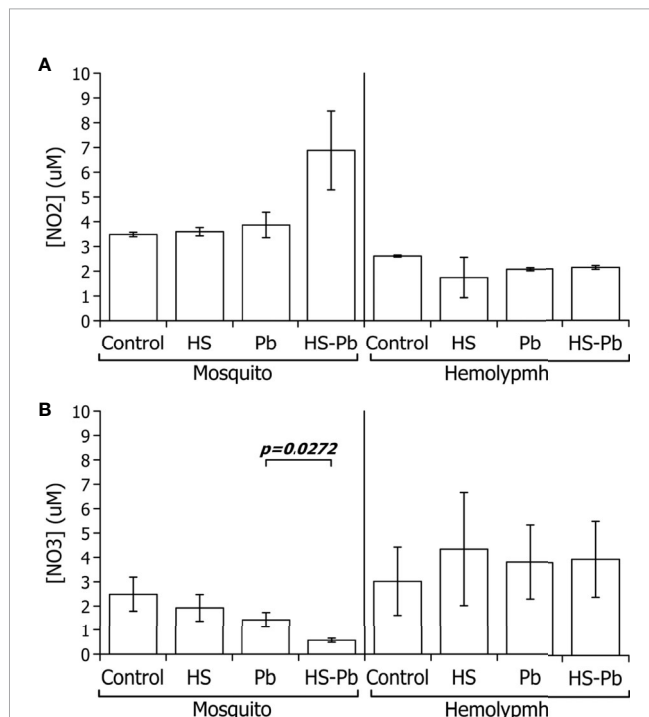 A
10
9
8
7
6
5
4
3
2
1
0
[NO2] (uM)
Control HS Pb HS-Pb Control HS Pb HS-Pb
Mosquito Hemolypmh
B
10
9
8
7
6
5
4
3
2
1
0
[NO3] (uM)
p=0.0272
Control HS Pb HS-Pb Control HS Pb HS-Pb
Mosquito Hemolypmh